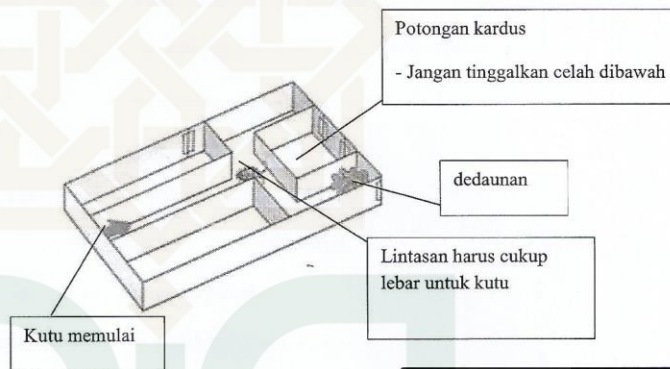 Potongan kardus
- Jangan tinggalkan celah dibawah
dedaunan
Lintasan harus cukup
lebar untuk kutu
Kutu memulai